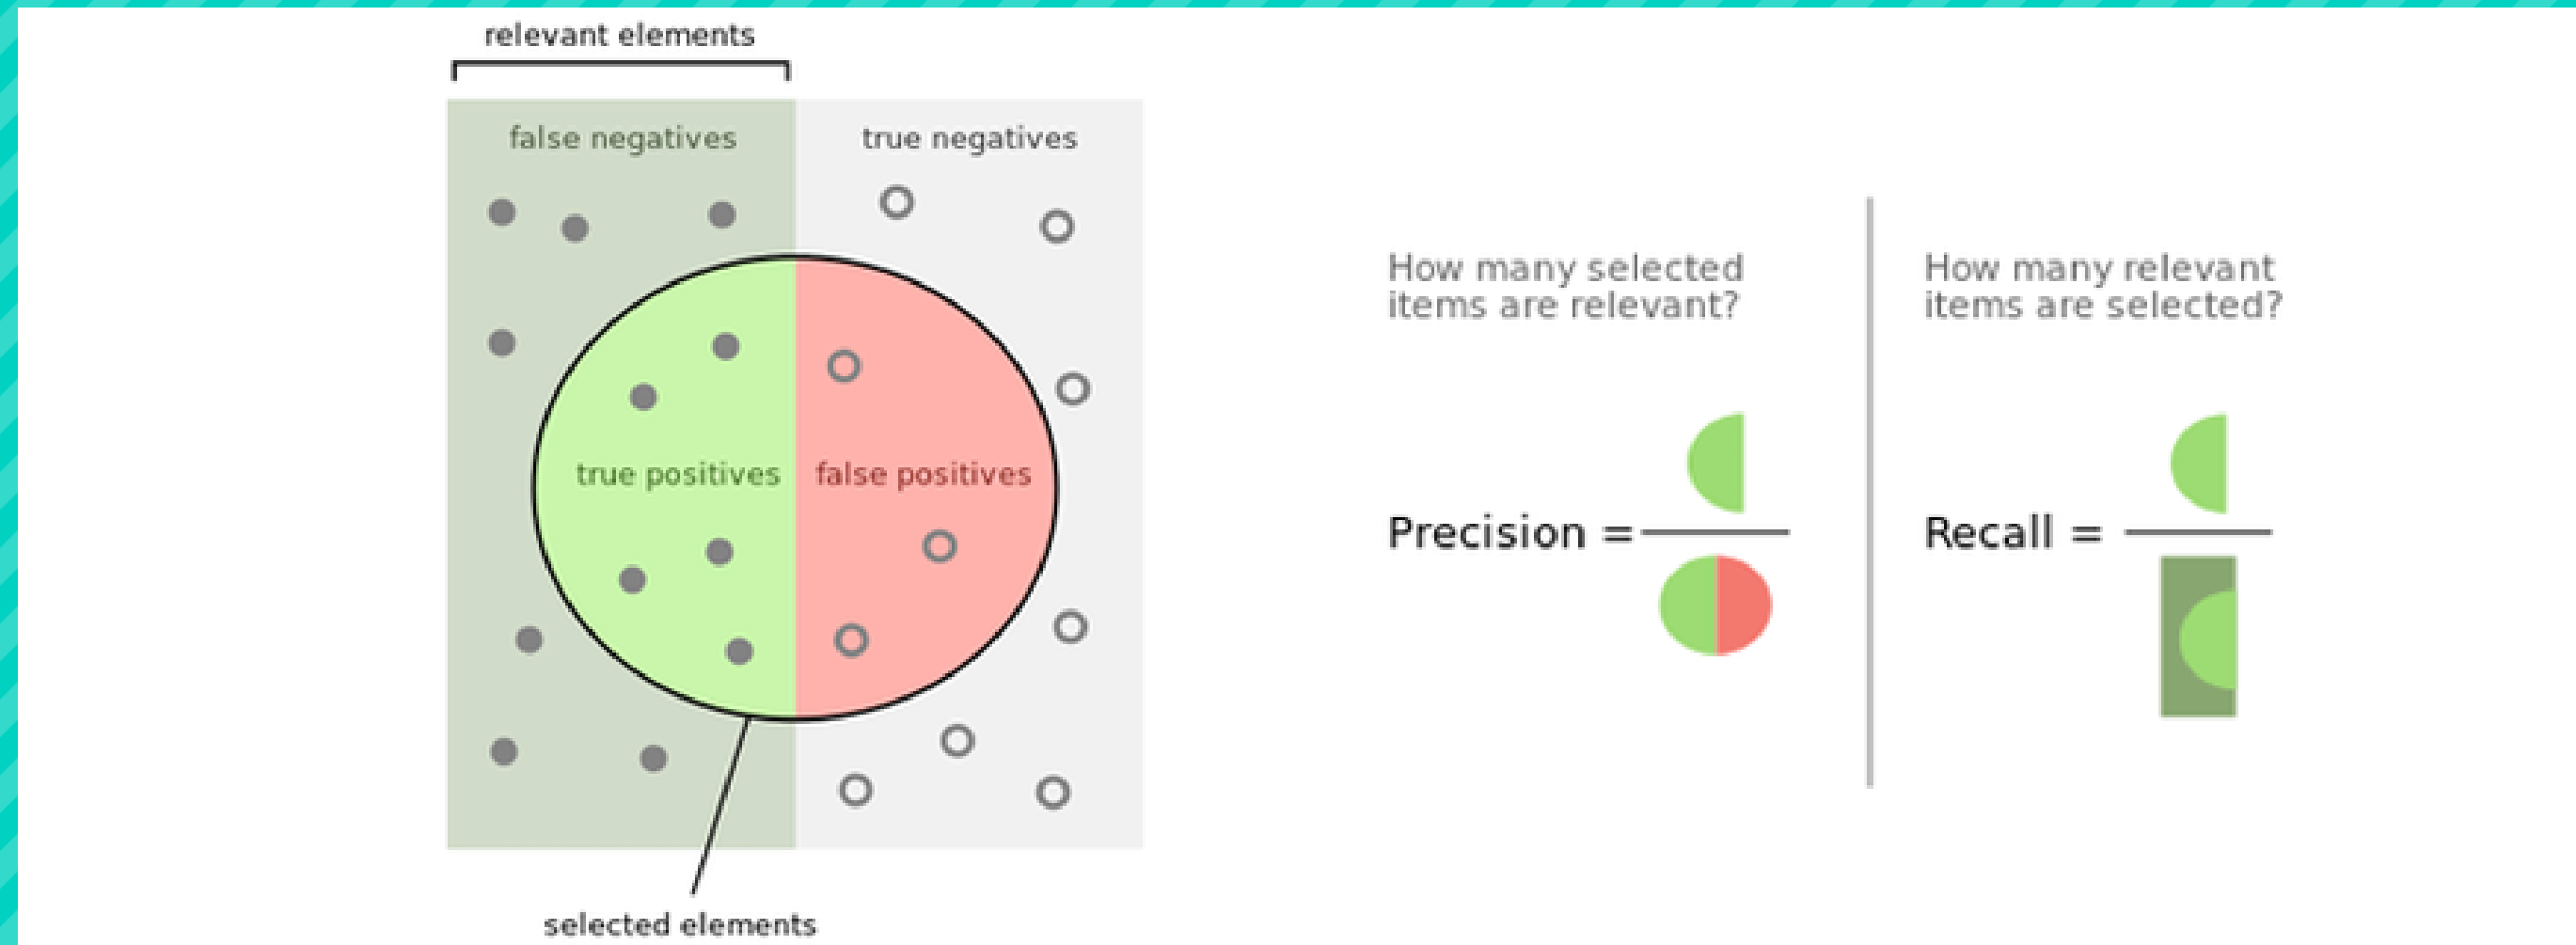 relevant elements
false negatives
true negatives
true positives
false positives
selected elements
How many selected
items are relevant?
Precision =
How many relevant
items are selected?
Recall =